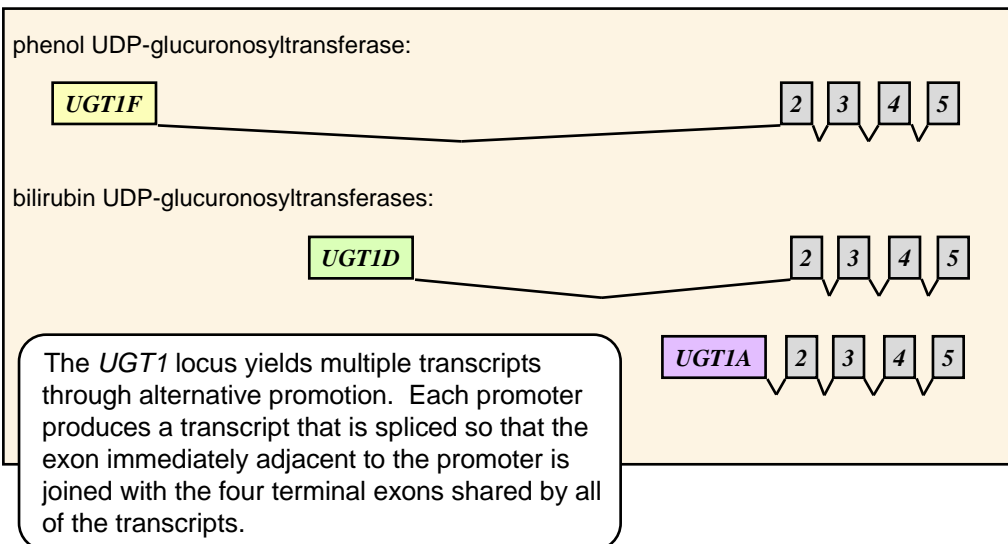 phenol UDP-glucuronosyltransferase:
UGT1F 2 3 4 5
bilirubin UDP-glucuronosyltransferases:
UGT1D 2 3 4 5
UGT1A 2 3 4 5
The UGT1 locus yields multiple transcripts
through alternative promotion. Each promoter
produces a transcript that is spliced so that the
exon immediately adjacent to the promoter is
joined with the four terminal exons shared by all
of the transcripts.